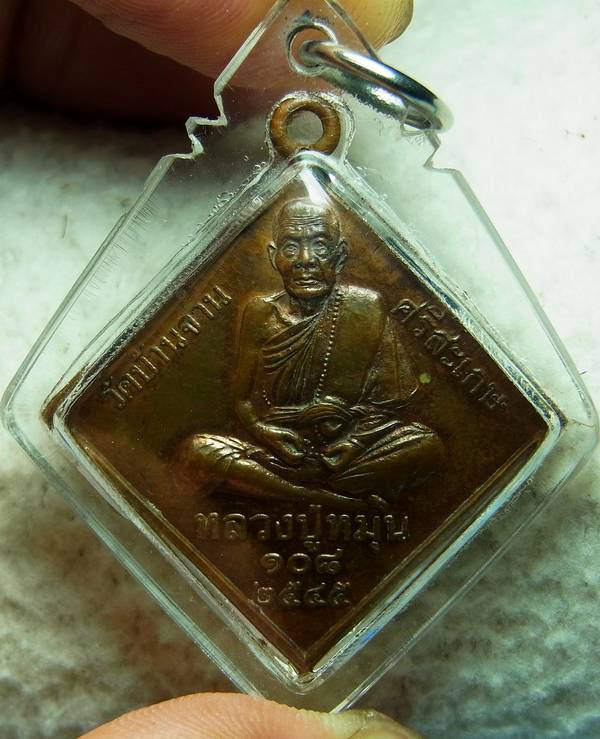 วัดบ้านจาน
ศรีสะเกษ
หลวงปู่หมุน
๑๐๘
๒๕๔๕